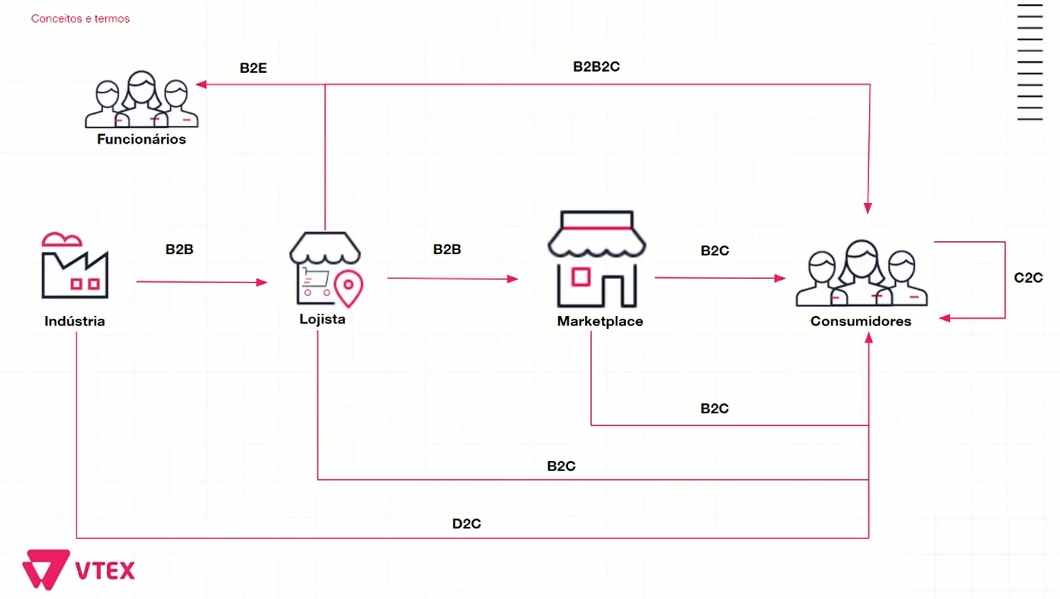 Conceitos e termos
B2E
B2B2C
Funcionários
B2B
B2B
B2C
C2C
Indústria
Lojista
Marketplace
Consumidores
B2C
B2C
D2C
VTEX